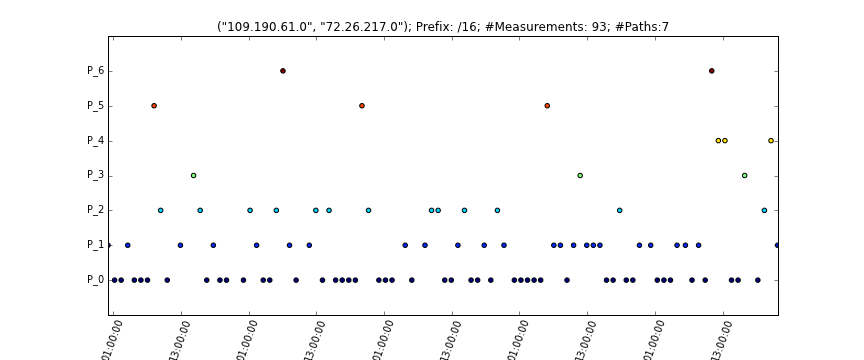 ("109.190.61.0", "72.26.217.0"); Prefix: /16; #Measurements: 93; #Paths:7
P_6
P_5
P_4
P_3
P_2
P_1
P_0
01:00:00
13:00:00
01:00:00
13:00:00
01:00:00
13:00:00
01:00:00
13:00:00
01:00:00
13:00:00